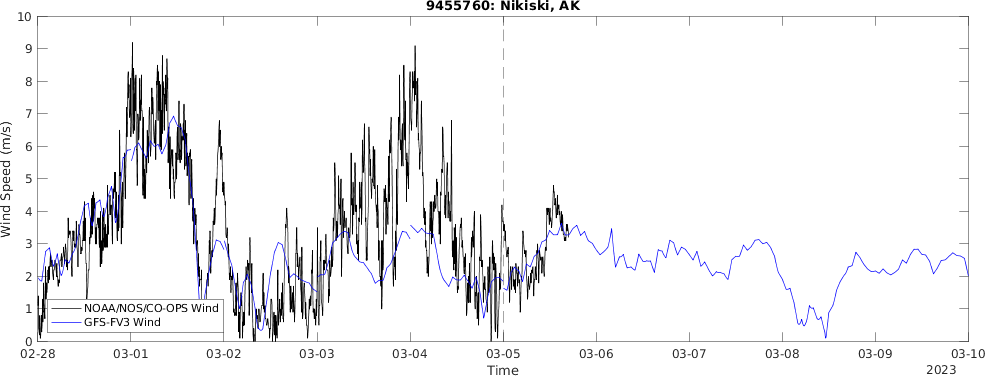 9455760: Nikiski, AK
Wind Speed (m/s)
10
9
8
7
6
5
4
3
2
1
0
NOAA/NOS/CO-OPS Wind
GFS-FV3 Wind
02-28 03-01 03-02 03-03 03-04 03-05 03-06 03-07 03-08 03-09 03-10
Time
2023